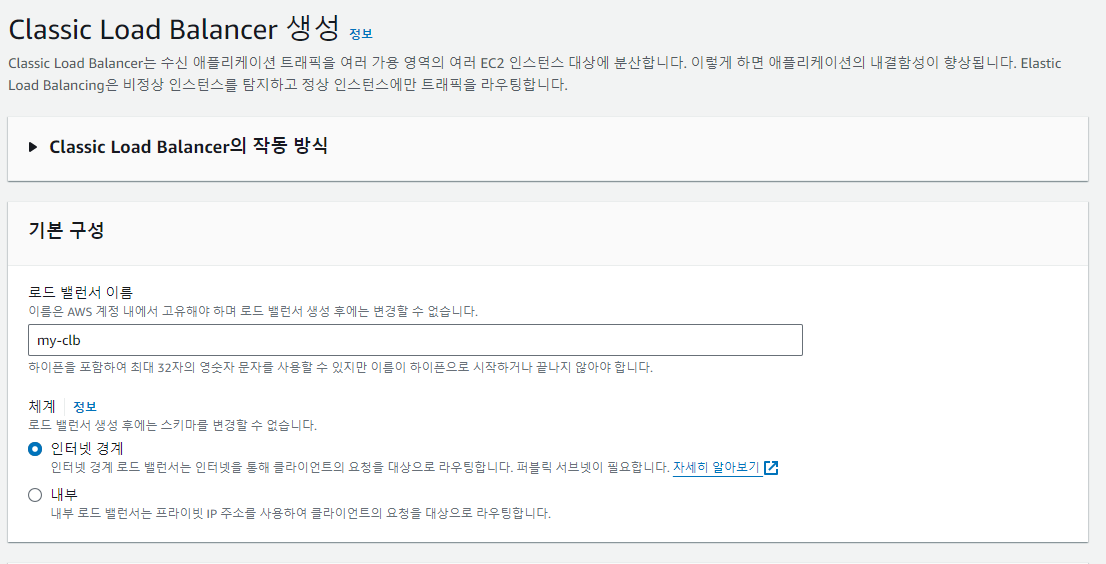 Classic Load Balancer 생성 정보
Classic Load Balancer는 수신 애플리케이션 트래픽을 여러 가용 영역의 여러 EC2 인스턴스 대상에 분산합니다. 이렇게 하면 애플리케이션의 내결함성이 향상됩니다. Elastic
Load Balancing은 비정상 인스턴스를 탐지하고 정상 인스턴스에만 트래픽을 라우팅합니다.
Classic Load Balancer의 작동 방식
기본 구성
로드 밸런서 이름
이름은 AWS 계정 내에서 고유해야 하며 로드 밸런서 생성 후에는 변경할 수 없습니다.
my-clb
하이픈을 포함하여 최대 32자의 영숫자 문자를 사용할 수 있지만 이름이 하이픈으로 시작하거나 끝나지 않아야 합니다.
체계 정보
로드 밸런서 생성 후에는 스키마를 변경할 수 없습니다.
인터넷 경계
인터넷 경계 로드 밸런서는 인터넷을 통해 클라이언트의 요청을 대상으로 라우팅합니다. 퍼블릭 서브넷이 필요합니다. 자세히 알아보기
내부
내부 로드 밸런서는 프라이빗 IP 주소를 사용하여 클라이언트의 요청을 대상으로 라우팅합니다.